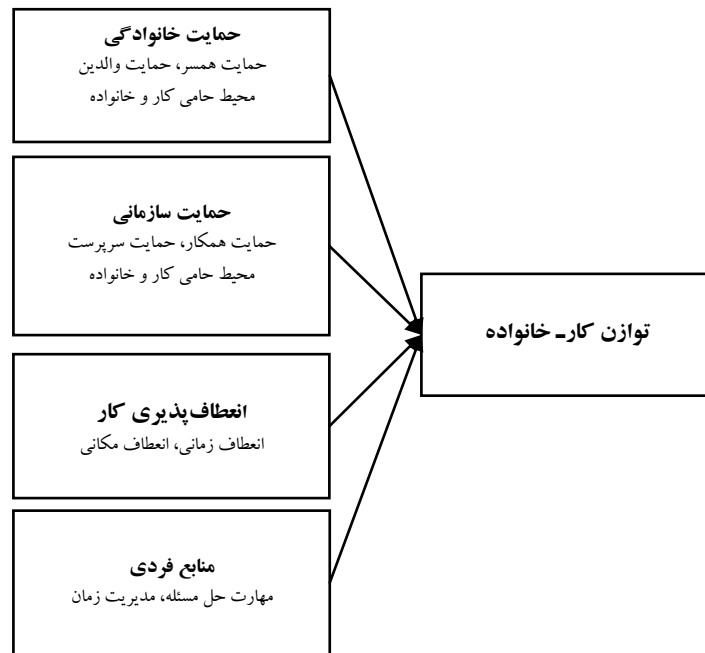 حمایت خانوادگی
حمایت همسر، حمایت والدین
محیط حامی کار و خانواده
حمایت سازمانی
حمایت همکار، حمایت سرپرست
محیط حامی کار و خانواده
توازن کار ـ خانواده
انعطاف‌پذیری کار
انعطاف زمانی، انعطاف مکانی
منابع فردی
مهارت حل مسئله، مدیریت زمان